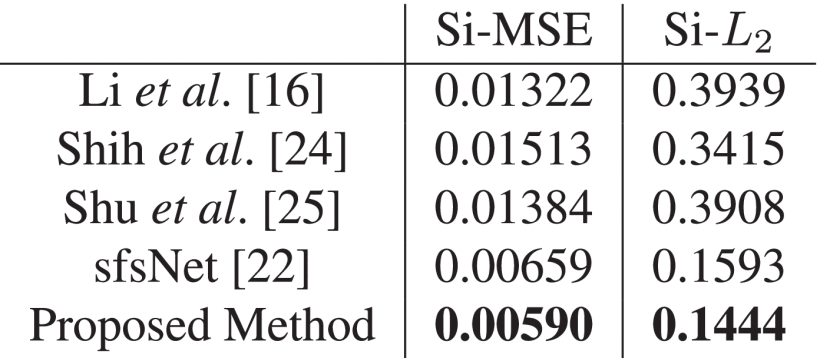 Si-MSE Si-L2
Li et al. [16] 0.01322 0.3939
Shih et al. [24] 0.01513 0.3415
Shu et al. [25] 0.01384 0.3908
sfsNet [22] 0.00659 0.1593
Proposed Method 0.00590 0.1444